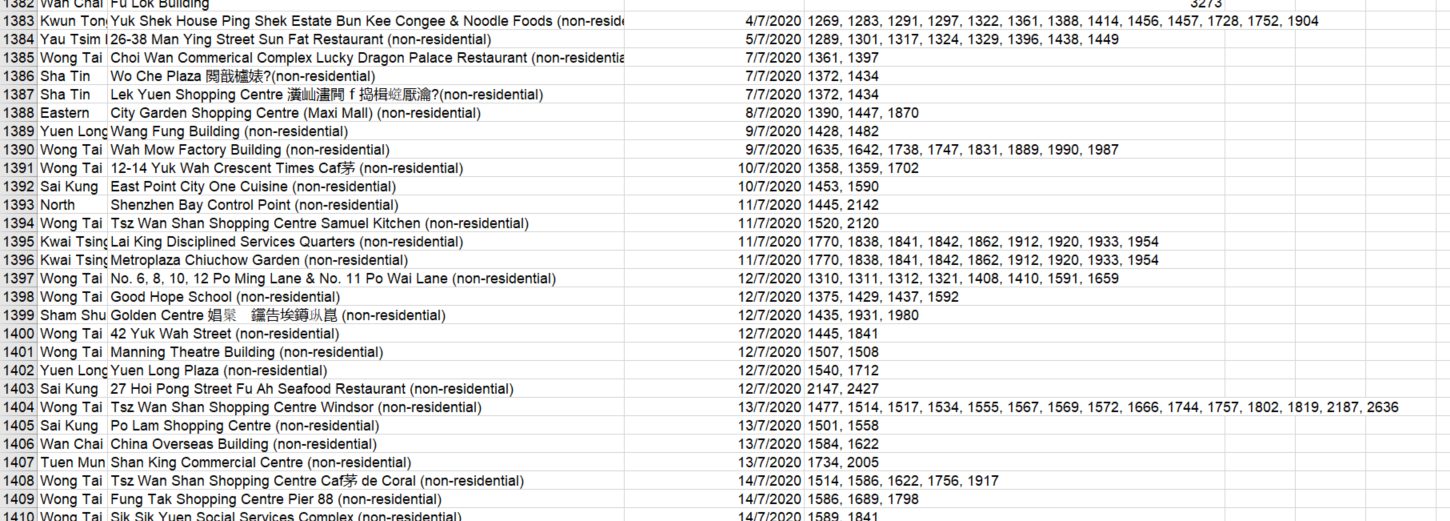 1382 Wan Chai Fu Lok Building 3273
1383 Kwun Tong Yuk Shek House Ping Shek Estate Bun Kee Congee & Noodle Foods (non-reside 4/7/2020 1269, 1283, 1291, 1297, 1322, 1361, 1388, 1414, 1456, 1457, 1728, 1752, 1904
1384 Yau Tsim 26-38 Man Ying Street Sun Fat Restaurant (non-residential) 5/7/2020 1289, 1301, 1317, 1324, 1329, 1396, 1438, 1449
1385 Wong Tai Choi Wan Commerical Complex Lucky Dragon Palace Restaurant (non-residentia 7/7/2020 1361, 1397
1386 Sha Tin Wo Che Plaza ?(non-residential) 7/7/2020 1372, 1434
1387 Sha Tin Lek Yuen Shopping Centre ?(non-residential) 7/7/2020 1372, 1434
1388 Eastern City Garden Shopping Centre (Maxi Mall) (non-residential) 8/7/2020 1390, 1447, 1870
1389 Yuen Long Wang Fung Building (non-residential) 9/7/2020 1428, 1482
1390 Wong Tai Wah Mow Factory Building (non-residential) 9/7/2020 1635, 1642, 1738, 1747, 1831, 1889, 1990, 1987
1391 Wong Tai 12-14 Yuk Wah Crescent Times Caf茅 (non-residential) 10/7/2020 1358, 1359, 1702
1392 Sai Kung East Point City One Cuisine (non-residential) 10/7/2020 1453, 1590
1393 North Shenzhen Bay Control Point (non-residential) 11/7/2020 1445, 2142
1394 Wong Tai Tsz Wan Shan Shopping Centre Samuel Kitchen (non-residential) 11/7/2020 1520, 2120
1395 Kwai Tsing Lai King Disciplined Services Quarters (non-residential) 11/7/2020 1770, 1838, 1841, 1842, 1862, 1912, 1920, 1933, 1954
1396 Kwai Tsing Metroplaza Chiuchow Garden (non-residential) 11/7/2020 1770, 1838, 1841, 1842, 1862, 1912, 1920, 1933, 1954
1397 Wong Tai No. 6, 8, 10, 12 Po Ming Lane & No. 11 Po Wai Lane (non-residential) 12/7/2020 1310, 1311, 1312, 1321, 1408, 1410, 1591, 1659
1398 Wong Tai Good Hope School (non-residential) 12/7/2020 1375, 1429, 1437, 1592
1399 Sham Shu Golden Centre (non-residential) 12/7/2020 1435, 1931, 1980
1400 Wong Tai 42 Yuk Wah Street (non-residential) 12/7/2020 1445, 1841
1401 Wong Tai Manning Theatre Building (non-residential) 12/7/2020 1507, 1508
1402 Yuen Long Yuen Long Plaza (non-residential) 12/7/2020 1540, 1712
1403 Sai Kung 27 Hoi Pong Street Fu Ah Seafood Restaurant (non-residential) 12/7/2020 2147, 2427
1404 Wong Tai Tsz Wan Shan Shopping Centre Windsor (non-residential) 13/7/2020 1477, 1514, 1517, 1534, 1555, 1567, 1569, 1572, 1666, 1744, 1757, 1802, 1819, 2187, 2636
1405 Sai Kung Po Lam Shopping Centre (non-residential) 13/7/2020 1501, 1558
1406 Wan Chai China Overseas Building (non-residential) 13/7/2020 1584, 1622
1407 Tuen Mun Shan King Commercial Centre (non-residential) 13/7/2020 1734, 2005
1408 Wong Tai Tsz Wan Shan Shopping Centre Caf茅 de Coral (non-residential) 14/7/2020 1514, 1586, 1622, 1756, 1917
1409 Wong Tai Fung Tak Shopping Centre Pier 88 (non-residential) 14/7/2020 1586, 1689, 1798
1410 Wong Tai Sik Sik Yuen Social Services Complex (non-residential) 14/7/2020 1589, 1841